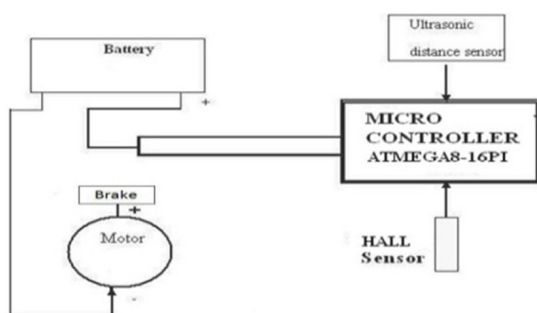 Ultrasonic
distance sensor
Battery
+
MICRO
CONTROLLER
ATMEGA8-16PI
Brake
+
Motor
HALL
Sensor
-